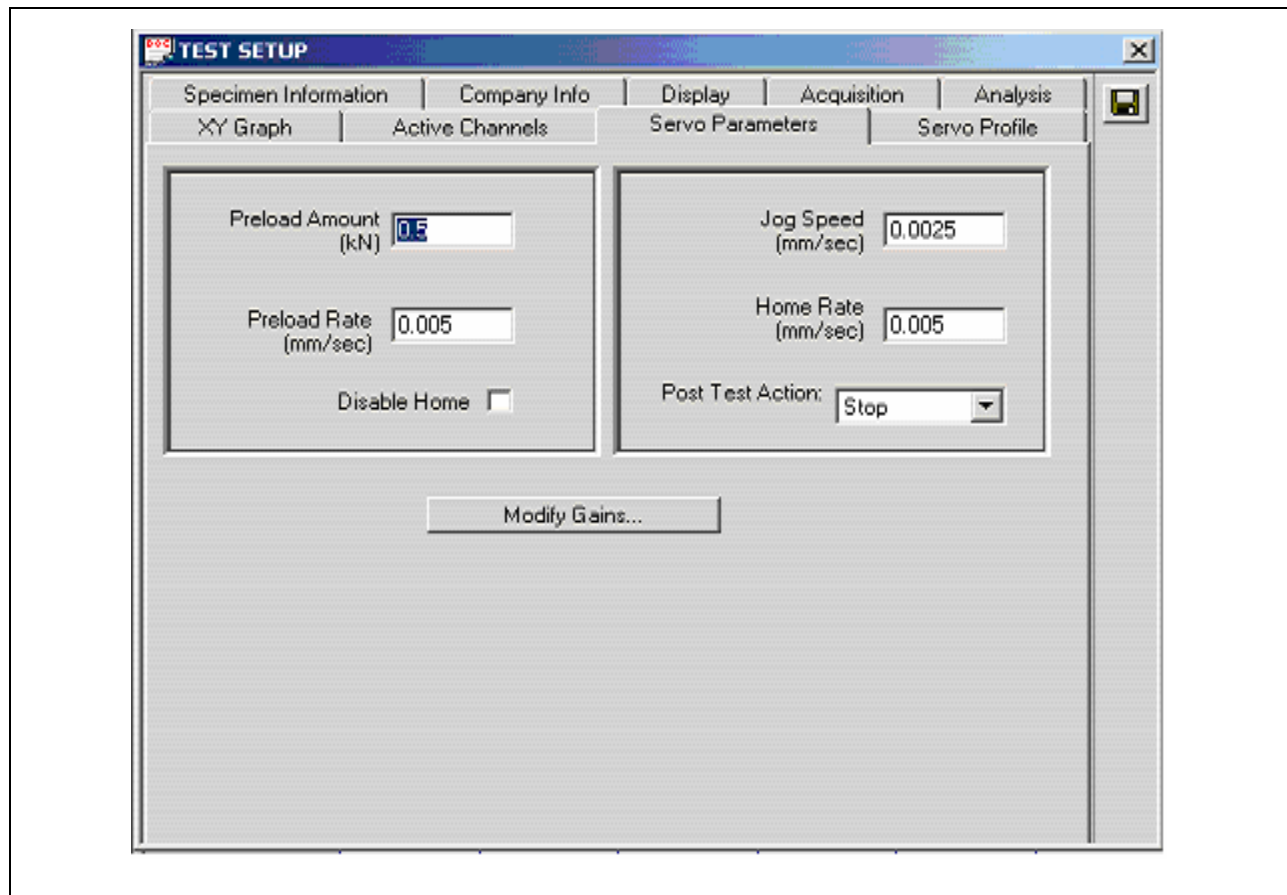 TEST SETUP
Specimen Information Company Info Display Acquisition Analysis
XY Graph Active Channels Servo Parameters Servo Profile
Preload Amount
(kN)
0.5
Preload Rate
(mm/sec)
0.005
Disable Home
Jog Speed
(mm/sec)
0.0025
Home Rate
(mm/sec)
0.005
Post Test Action:
Stop
Modify Gains...